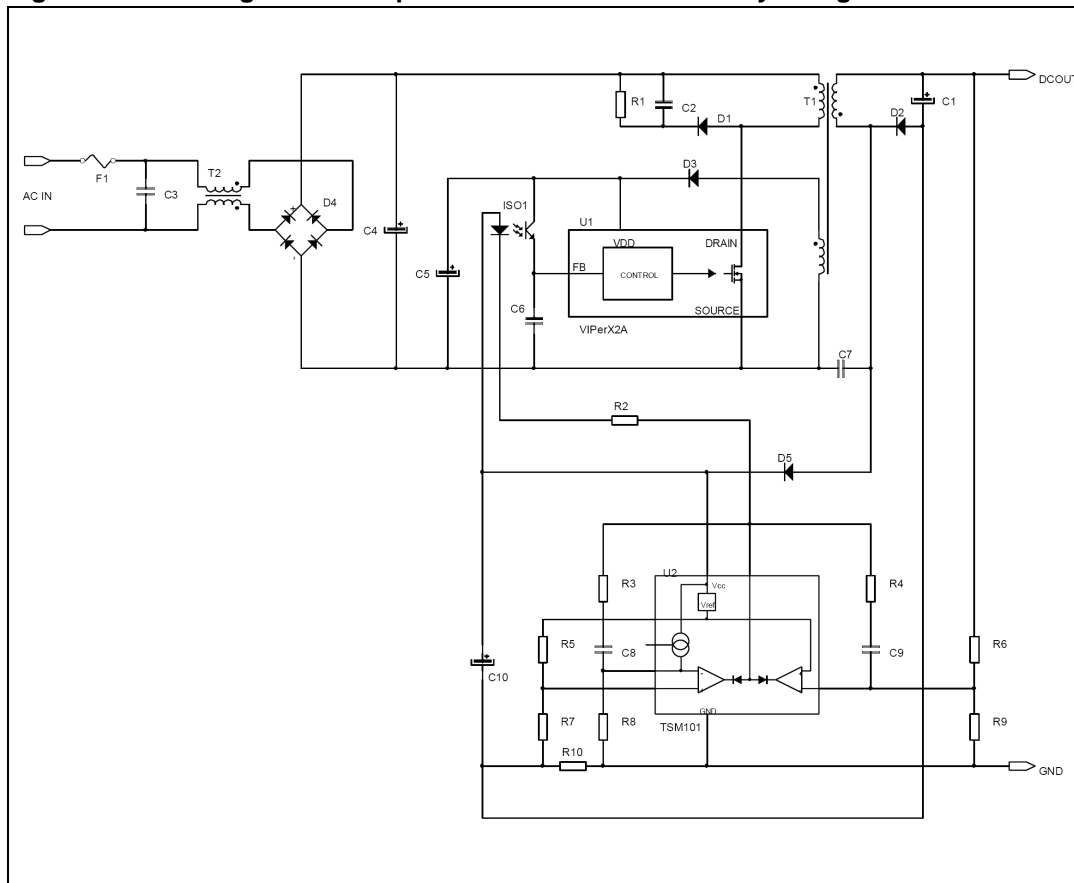 DCOUT
R1
C2
T1
C1
D1
D2
F1
T2
D3
C3
AC IN
D4
ISO1
C4
U1
VDD
DRAIN
C5
FB
CONTROL
C6
SOURCE
VIPerX2A
C7
R2
D5
U2
R3
Vcc
R4
Vref
R5
C8
C9
R6
C10
GND
R7
R8
TSM101
R9
R10
GND